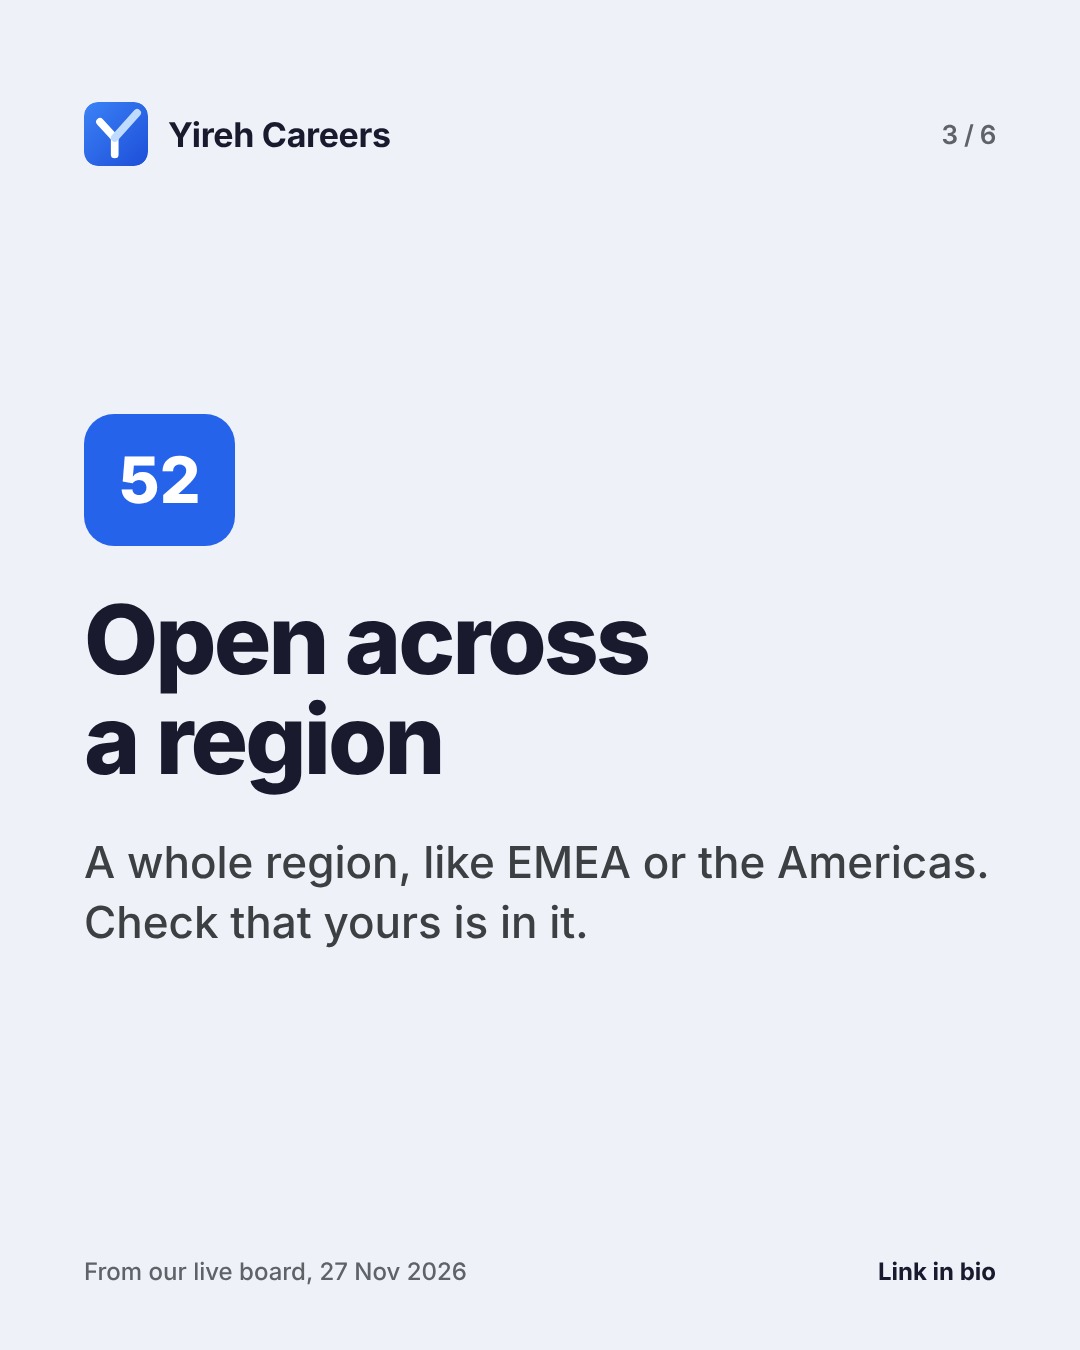 Yireh Careers
3 / 6
52
Open across
a region
A whole region, like EMEA or the Americas.
Check that yours is in it.
From our live board, 27 Nov 2026
Link in bio